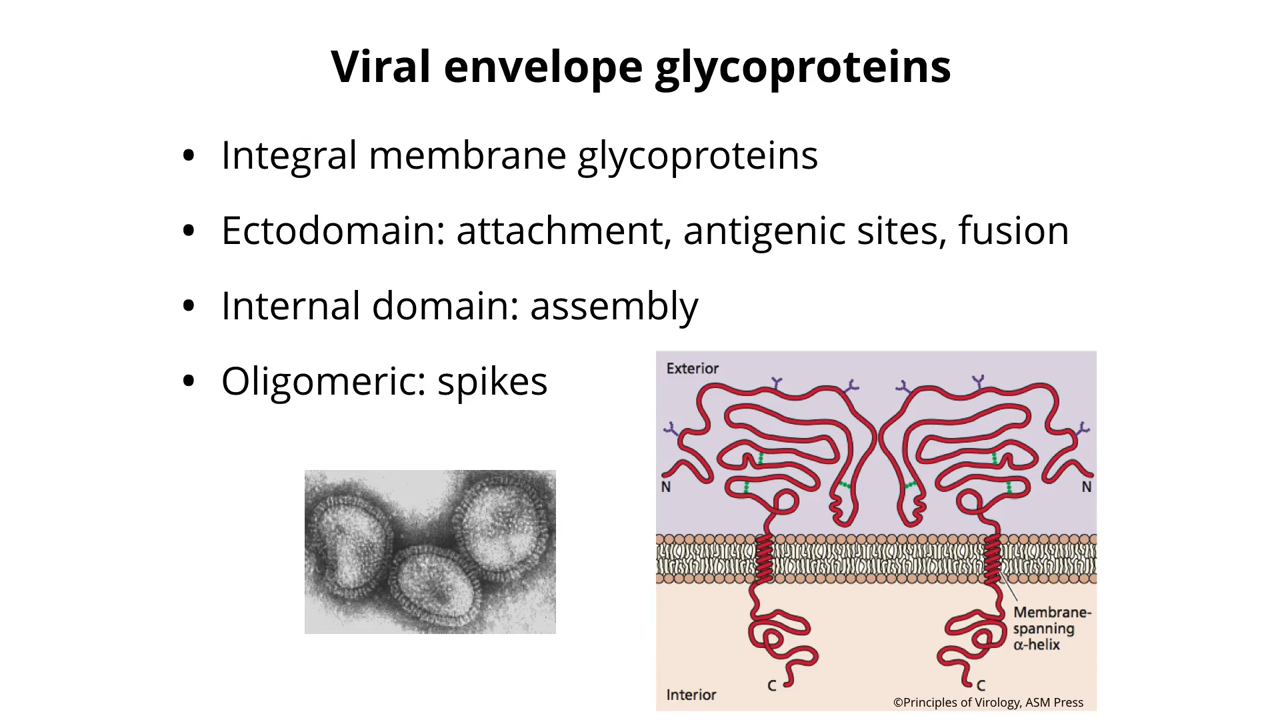 Viral envelope glycoproteins
• Integral membrane glycoproteins
• Ectodomain: attachment, antigenic sites, fusion
• Internal domain: assembly
• Oligomeric: spikes
Exterior
N
N
Membrane-
spanning
α-helix
C
C
Interior
©Principles of Virology, ASM Press